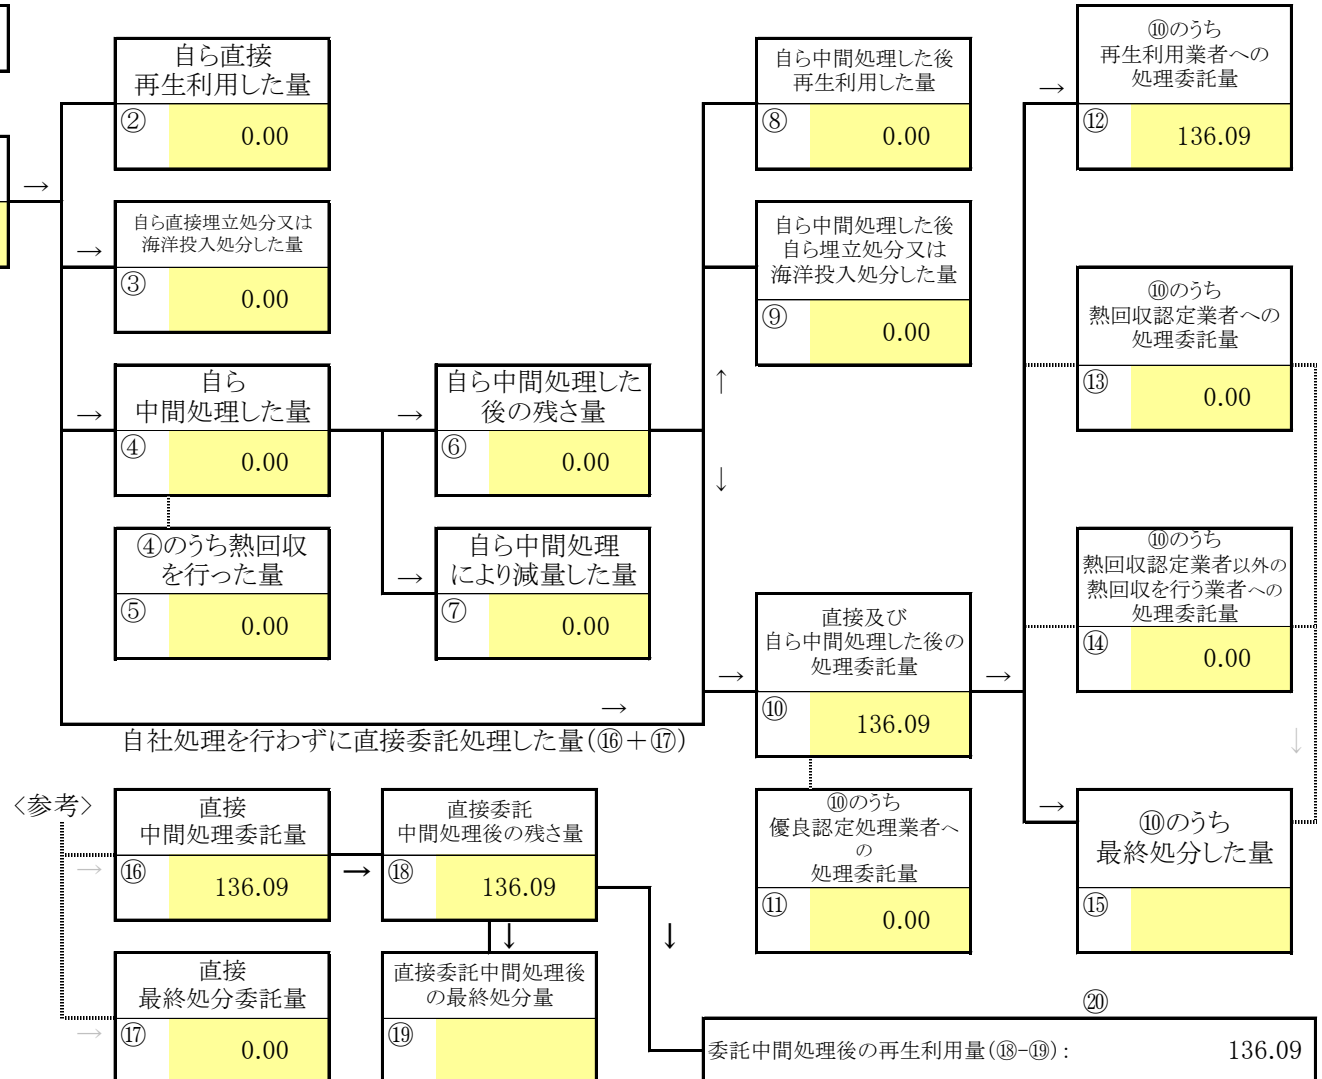 自ら直接
再生利用した量
②
0.00
→
自ら直接埋立処分又は
海洋投入処分した量
→
③
0.00
自ら
中間処理した量
→
④
0.00
④のうち熱回収
を行った量
⑤
0.00
自ら中間処理した
後の残さ量
→
⑥
0.00
自ら中間処理
により減量した量
→
⑦
0.00
自ら中間処理した後
再生利用した量
⑧
0.00
自ら中間処理した後
自ら埋立処分又は
海洋投入処分した量
⑨
0.00
↑
↓
直接及び
自ら中間処理した後の
処理委託量
→
⑩
136.09
→
→
自社処理を行わずに直接委託処理した量(⑯+⑰)
⑩のうち
優良認定処理業者へ
の
処理委託量
⑪
0.00
⑩のうち
再生利用業者への
処理委託量
→
⑫
136.09
⑩のうち
熱回収認定業者への
処理委託量
⑬
0.00
⑩のうち
熱回収認定業者以外の
熱回収を行う業者への
処理委託量
⑭
0.00
↓
→
⑩のうち
最終処分した量
⑮
〈参考〉
直接
中間処理委託量
→
⑯
136.09
→
直接委託
中間処理後の残さ量
⑱
136.09
↓
↓
直接
最終処分委託量
→
⑰
0.00
直接委託中間処理後
の最終処分量
⑲
⑳
委託中間処理後の再生利用量(⑱-⑲): 136.09